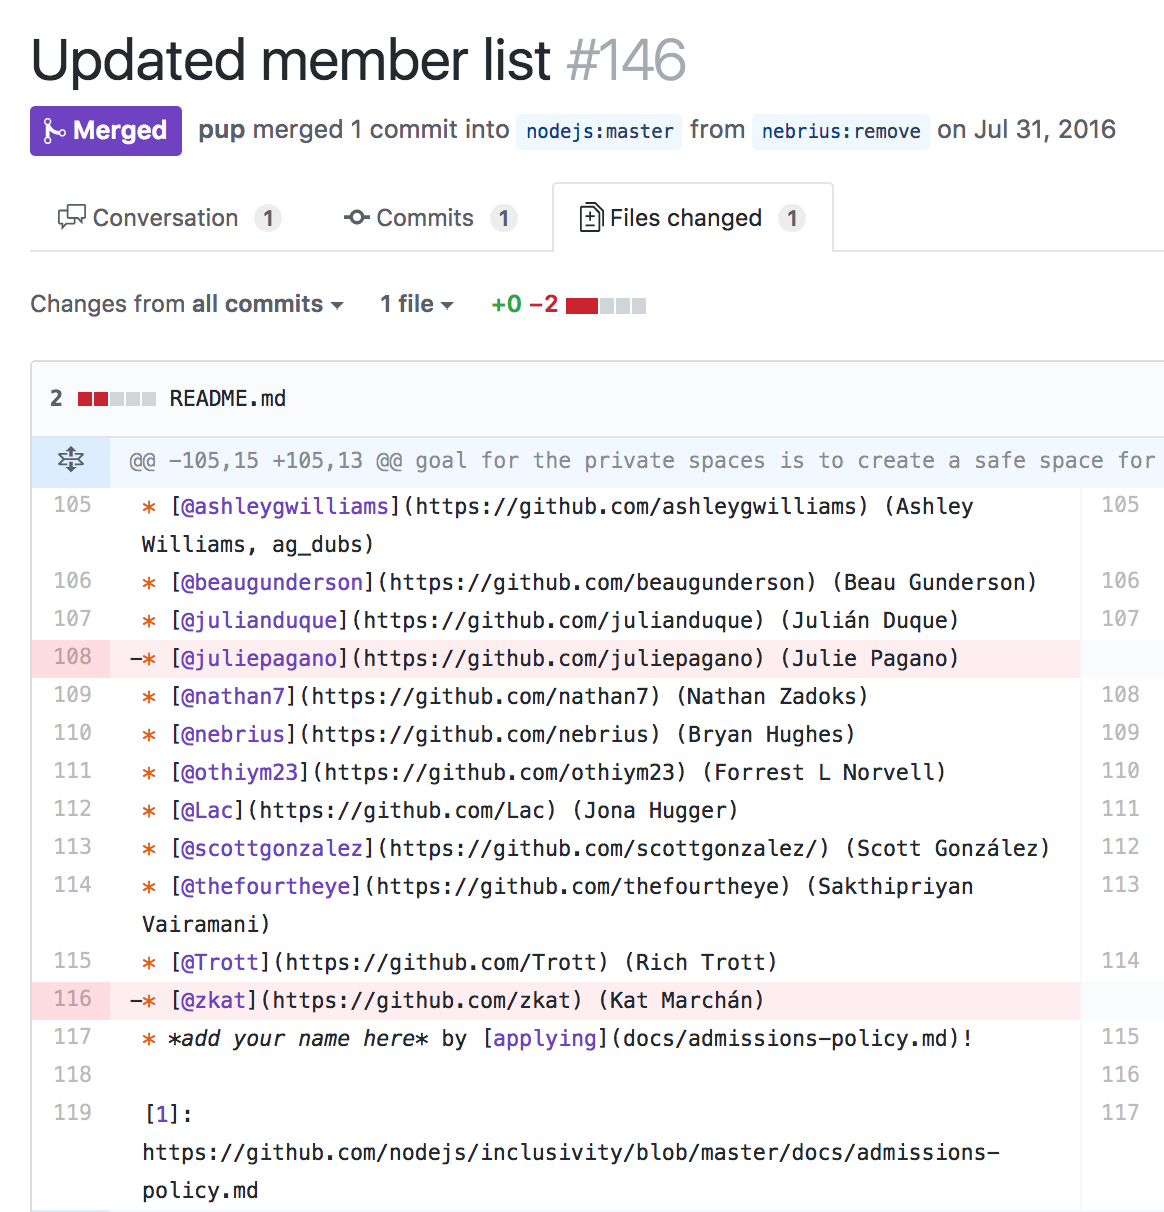 Updated member list #146
Merged pup merged 1 commit into nodejs:master from nebrius:remove on Jul 31, 2016
Conversation 1 Commits 1 Files changed 1
Changes from all commits 1 file +0 −2
2 README.md
@@ -105,15 +105,13 @@ goal for the private spaces is to create a safe space for
105 * [@ashleygwilliams](https://github.com/ashleygwilliams) (Ashley 105
Williams, ag_dubs)
106 * [@beaugunderson](https://github.com/beaugunderson) (Beau Gunderson) 106
107 * [@julianduque](https://github.com/julianduque) (Julián Duque) 107
108 -* [@juliepagano](https://github.com/juliepagano) (Julie Pagano)
109 * [@nathan7](https://github.com/nathan7) (Nathan Zadoks) 108
110 * [@nebrius](https://github.com/nebrius) (Bryan Hughes) 109
111 * [@othiym23](https://github.com/othiym23) (Forrest L Norvell) 110
112 * [@Lac](https://github.com/Lac) (Jona Hugger) 111
113 * [@scottgonzalez](https://github.com/scottgonzalez/) (Scott González) 112
114 * [@thefourtheye](https://github.com/thefourtheye) (Sakthipriyan 113
Vairamani)
115 * [@Trott](https://github.com/Trott) (Rich Trott) 114
116 -* [@zkat](https://github.com/zkat) (Kat Marchán)
117 * *add your name here* by [applying](docs/admissions-policy.md)! 115
118 116
119 [1]: 117
https://github.com/nodejs/inclusivity/blob/master/docs/admissions-
policy.md